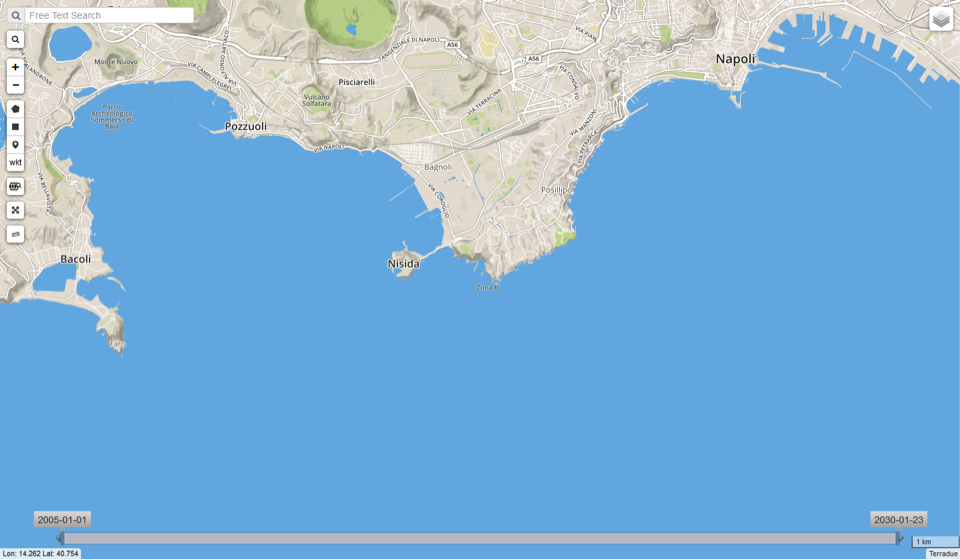 Free Text Search
Napoli
VIA PIAVE
TANGENZIALE DI NAPOLI
A56
A56
Monte Nuovo
VIA CAMPI FLEGREI
Pisciarelli
VIA CONSALVO
Vulcano
Solfatara
VIA TERRACINA
Parco
Archeologico
Sommerso di
Baia
Pozzuoli
VIA MANZONI
VIA NAPOLI
VIA PETRARCA
wkt
Bagnoli
VIA BELLAVISTA
VIA COROGLIO
Posillipo
Bacoli
Nisida
Zona B
Faro
2005-01-01
2030-01-23
1 km
Lon: 14.262 Lat: 40.754
Terradue